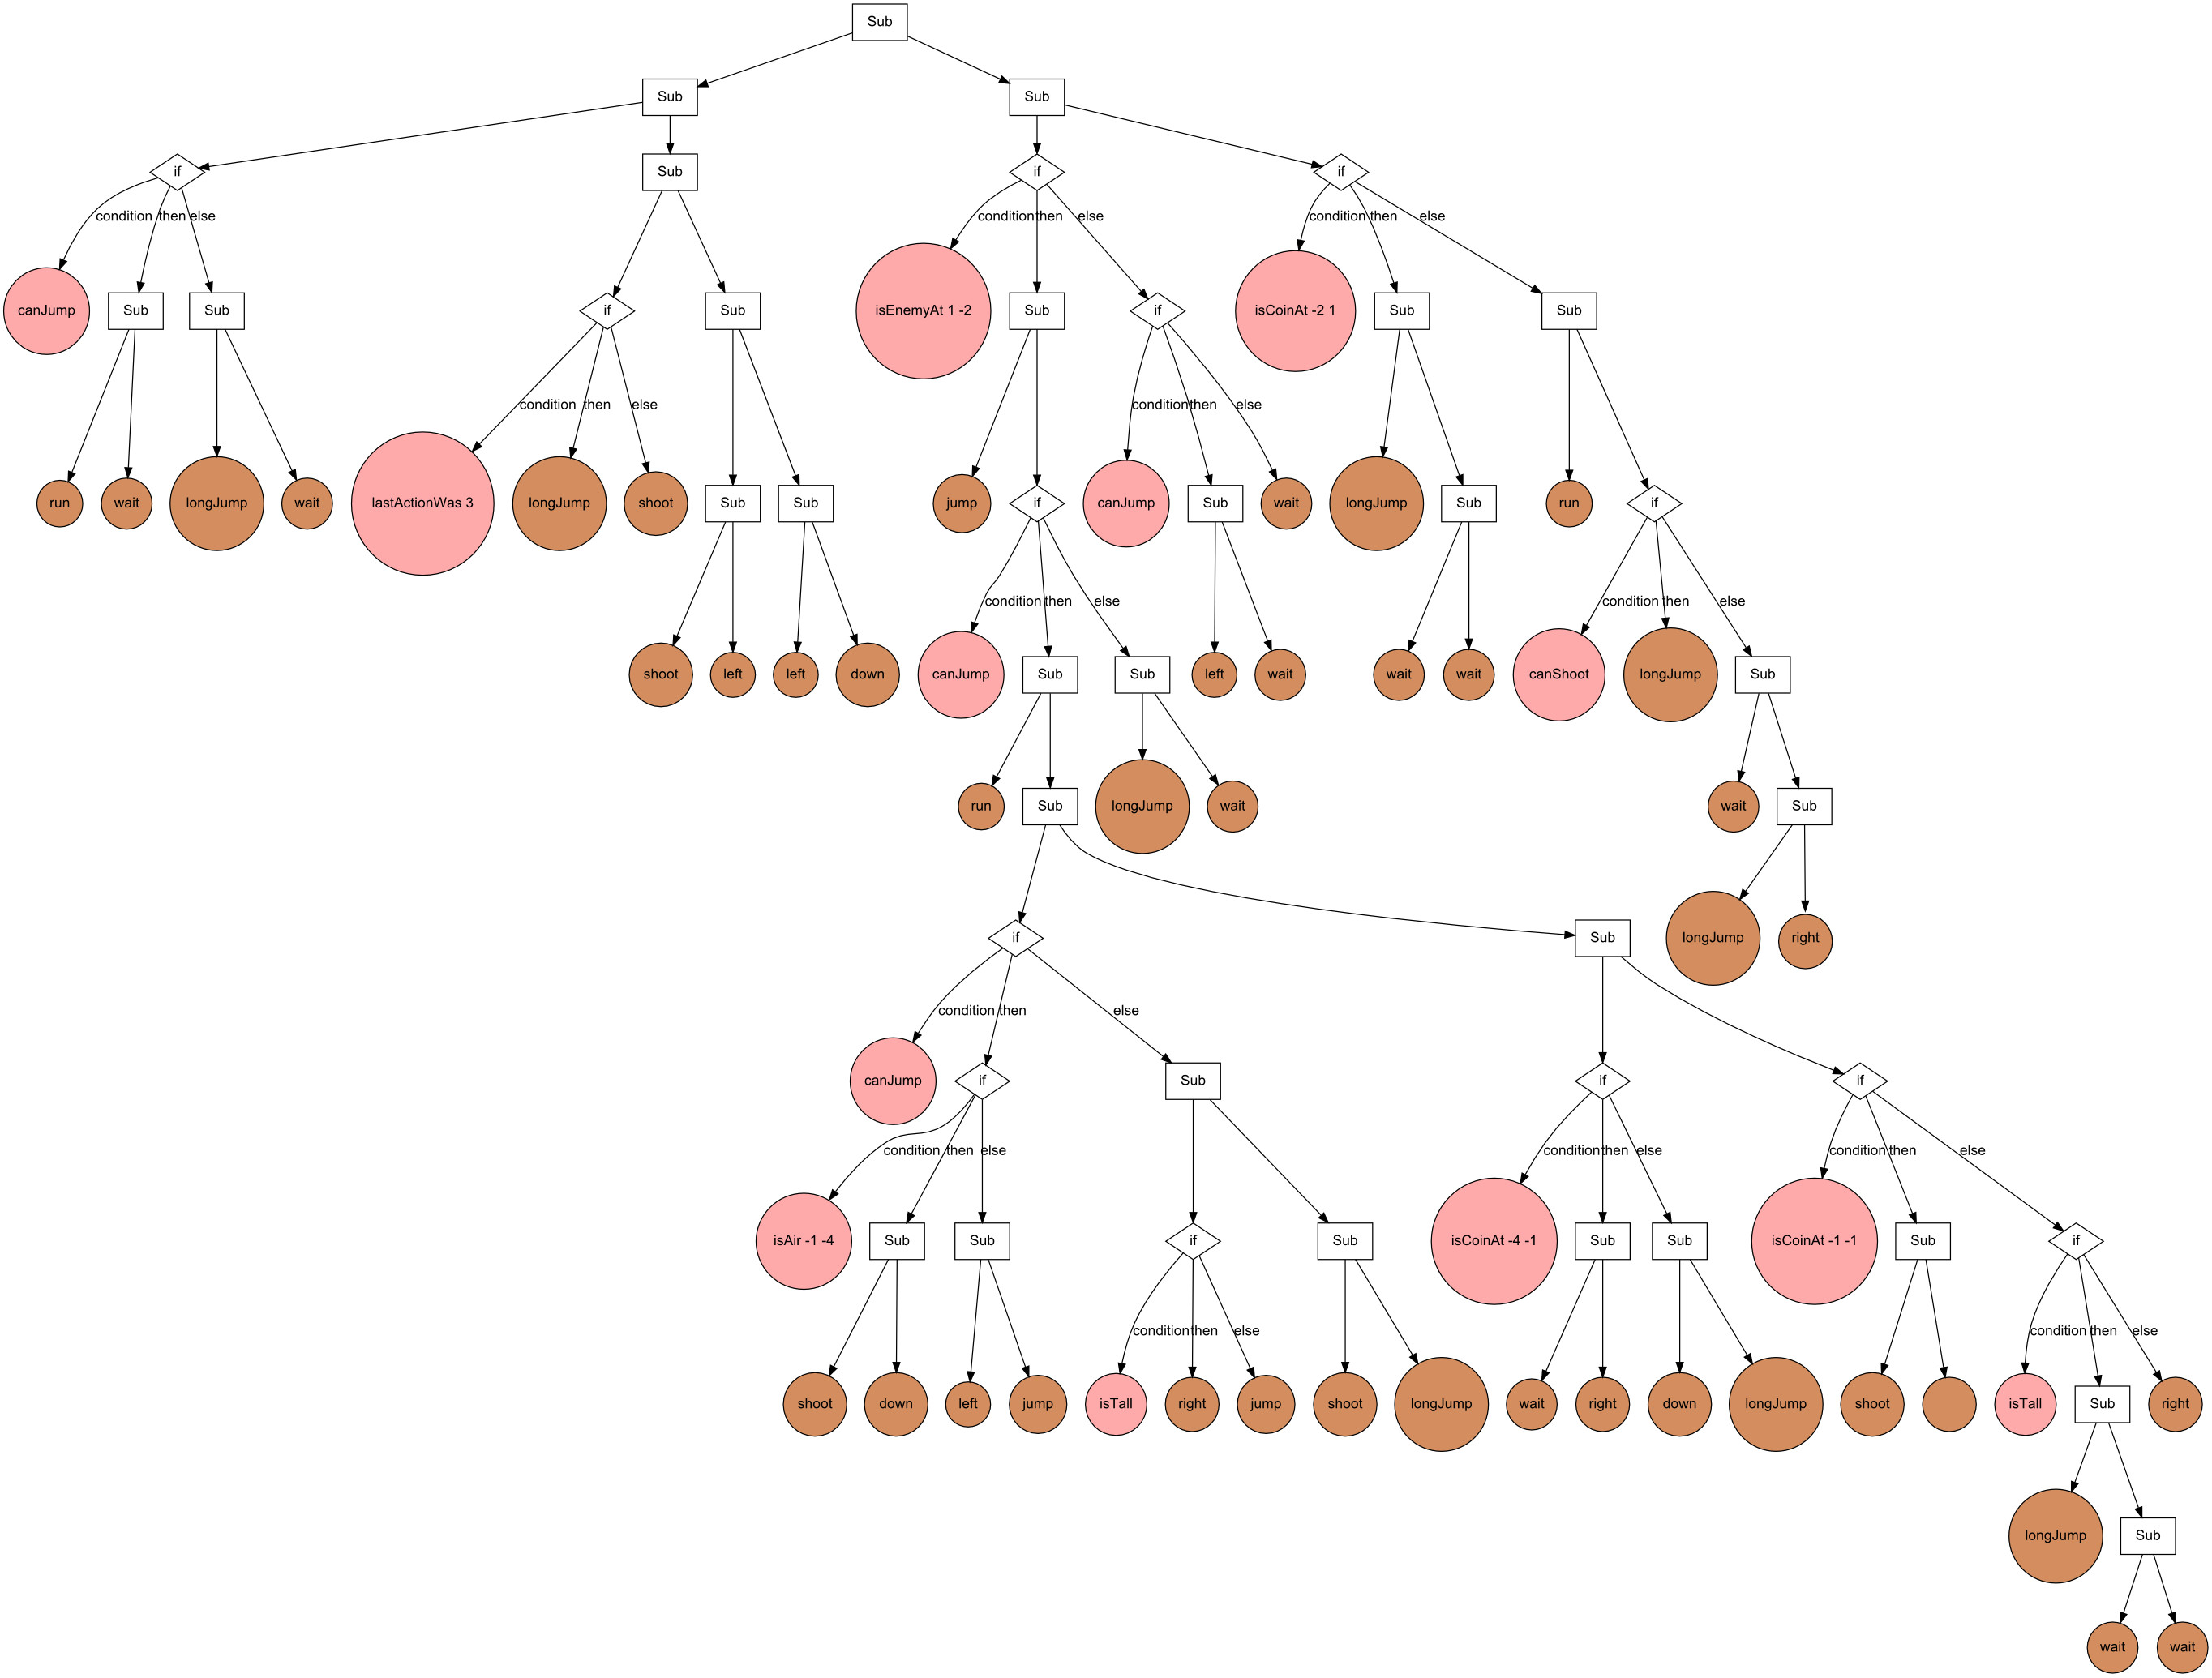 Sub
Sub
Sub
if
Sub
if
if
condition
then
else
condition
then
else
condition
then
else
canJump
Sub
Sub
if
Sub
isEnemyAt 1 -2
Sub
if
isCoinAt -2 1
Sub
Sub
condition
then
else
condition
then
else
run
wait
longJump
wait
lastActionWas 3
longJump
shoot
Sub
Sub
jump
if
canJump
Sub
wait
longJump
Sub
run
if
condition
then
else
condition
then
else
shoot
left
left
down
canJump
Sub
Sub
left
wait
wait
wait
canShoot
longJump
Sub
run
Sub
longJump
wait
wait
Sub
if
Sub
longJump
right
condition
then
else
canJump
if
Sub
if
if
condition
then
else
condition
then
else
condition
then
else
isAir -1 -4
Sub
Sub
if
Sub
isCoinAt -4 -1
Sub
Sub
isCoinAt -1 -1
Sub
if
condition
then
else
condition
then
else
shoot
down
left
jump
isTall
right
jump
shoot
longJump
wait
right
down
longJump
shoot
isTall
Sub
right
longJump
Sub
wait
wait